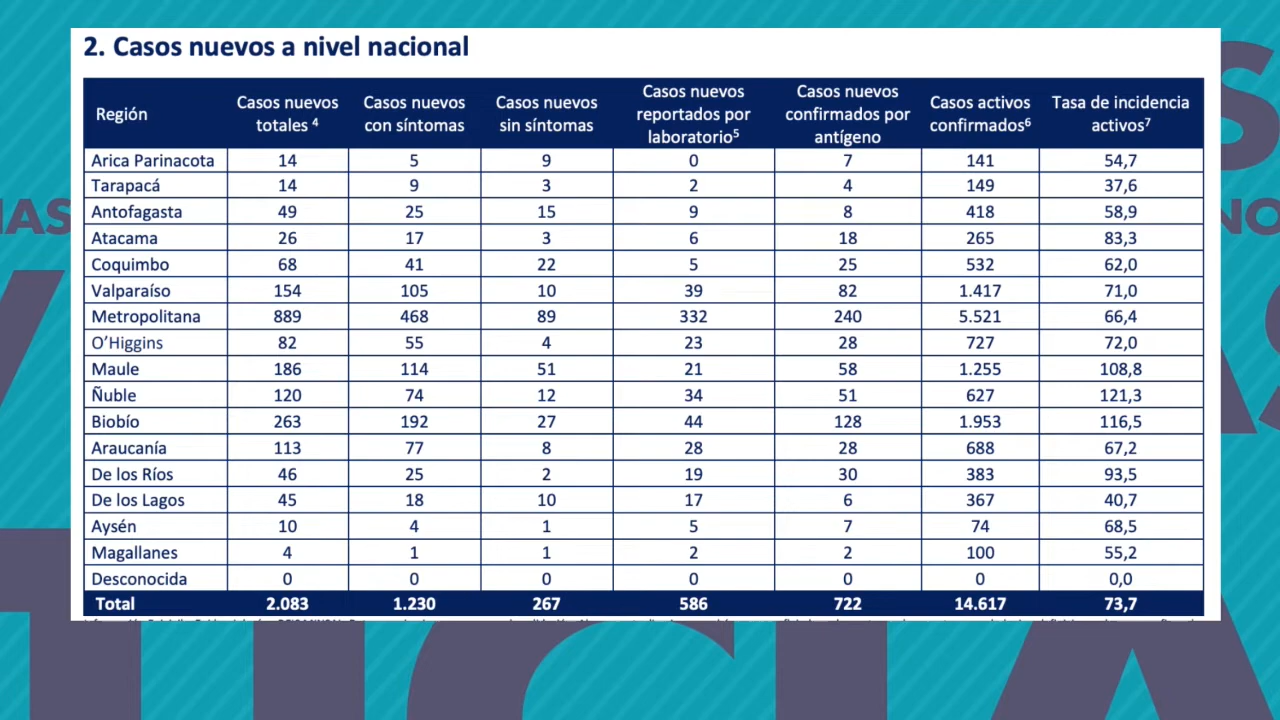 2. Casos nuevos a nivel nacional
Región Casos nuevos totales 4 Casos nuevos con síntomas Casos nuevos sin síntomas Casos nuevos reportados por laboratorio5 Casos nuevos confirmados por antígeno Casos activos confirmados6 Tasa de incidencia activos7
Arica Parinacota 14 5 9 0 7 141 54,7
Tarapacá 14 9 3 2 4 149 37,6
Antofagasta 49 25 15 9 8 418 58,9
Atacama 26 17 3 6 18 265 83,3
Coquimbo 68 41 22 5 25 532 62,0
Valparaíso 154 105 10 39 82 1.417 71,0
Metropolitana 889 468 89 332 240 5.521 66,4
O’Higgins 82 55 4 23 28 727 72,0
Maule 186 114 51 21 58 1.255 108,8
Ñuble 120 74 12 34 51 627 121,3
Biobío 263 192 27 44 128 1.953 116,5
Araucanía 113 77 8 28 28 688 67,2
De los Ríos 46 25 2 19 30 383 93,5
De los Lagos 45 18 10 17 6 367 40,7
Aysén 10 4 1 5 7 74 68,5
Magallanes 4 1 1 2 2 100 55,2
Desconocida 0 0 0 0 0 0 0,0
Total 2.083 1.230 267 586 722 14.617 73,7